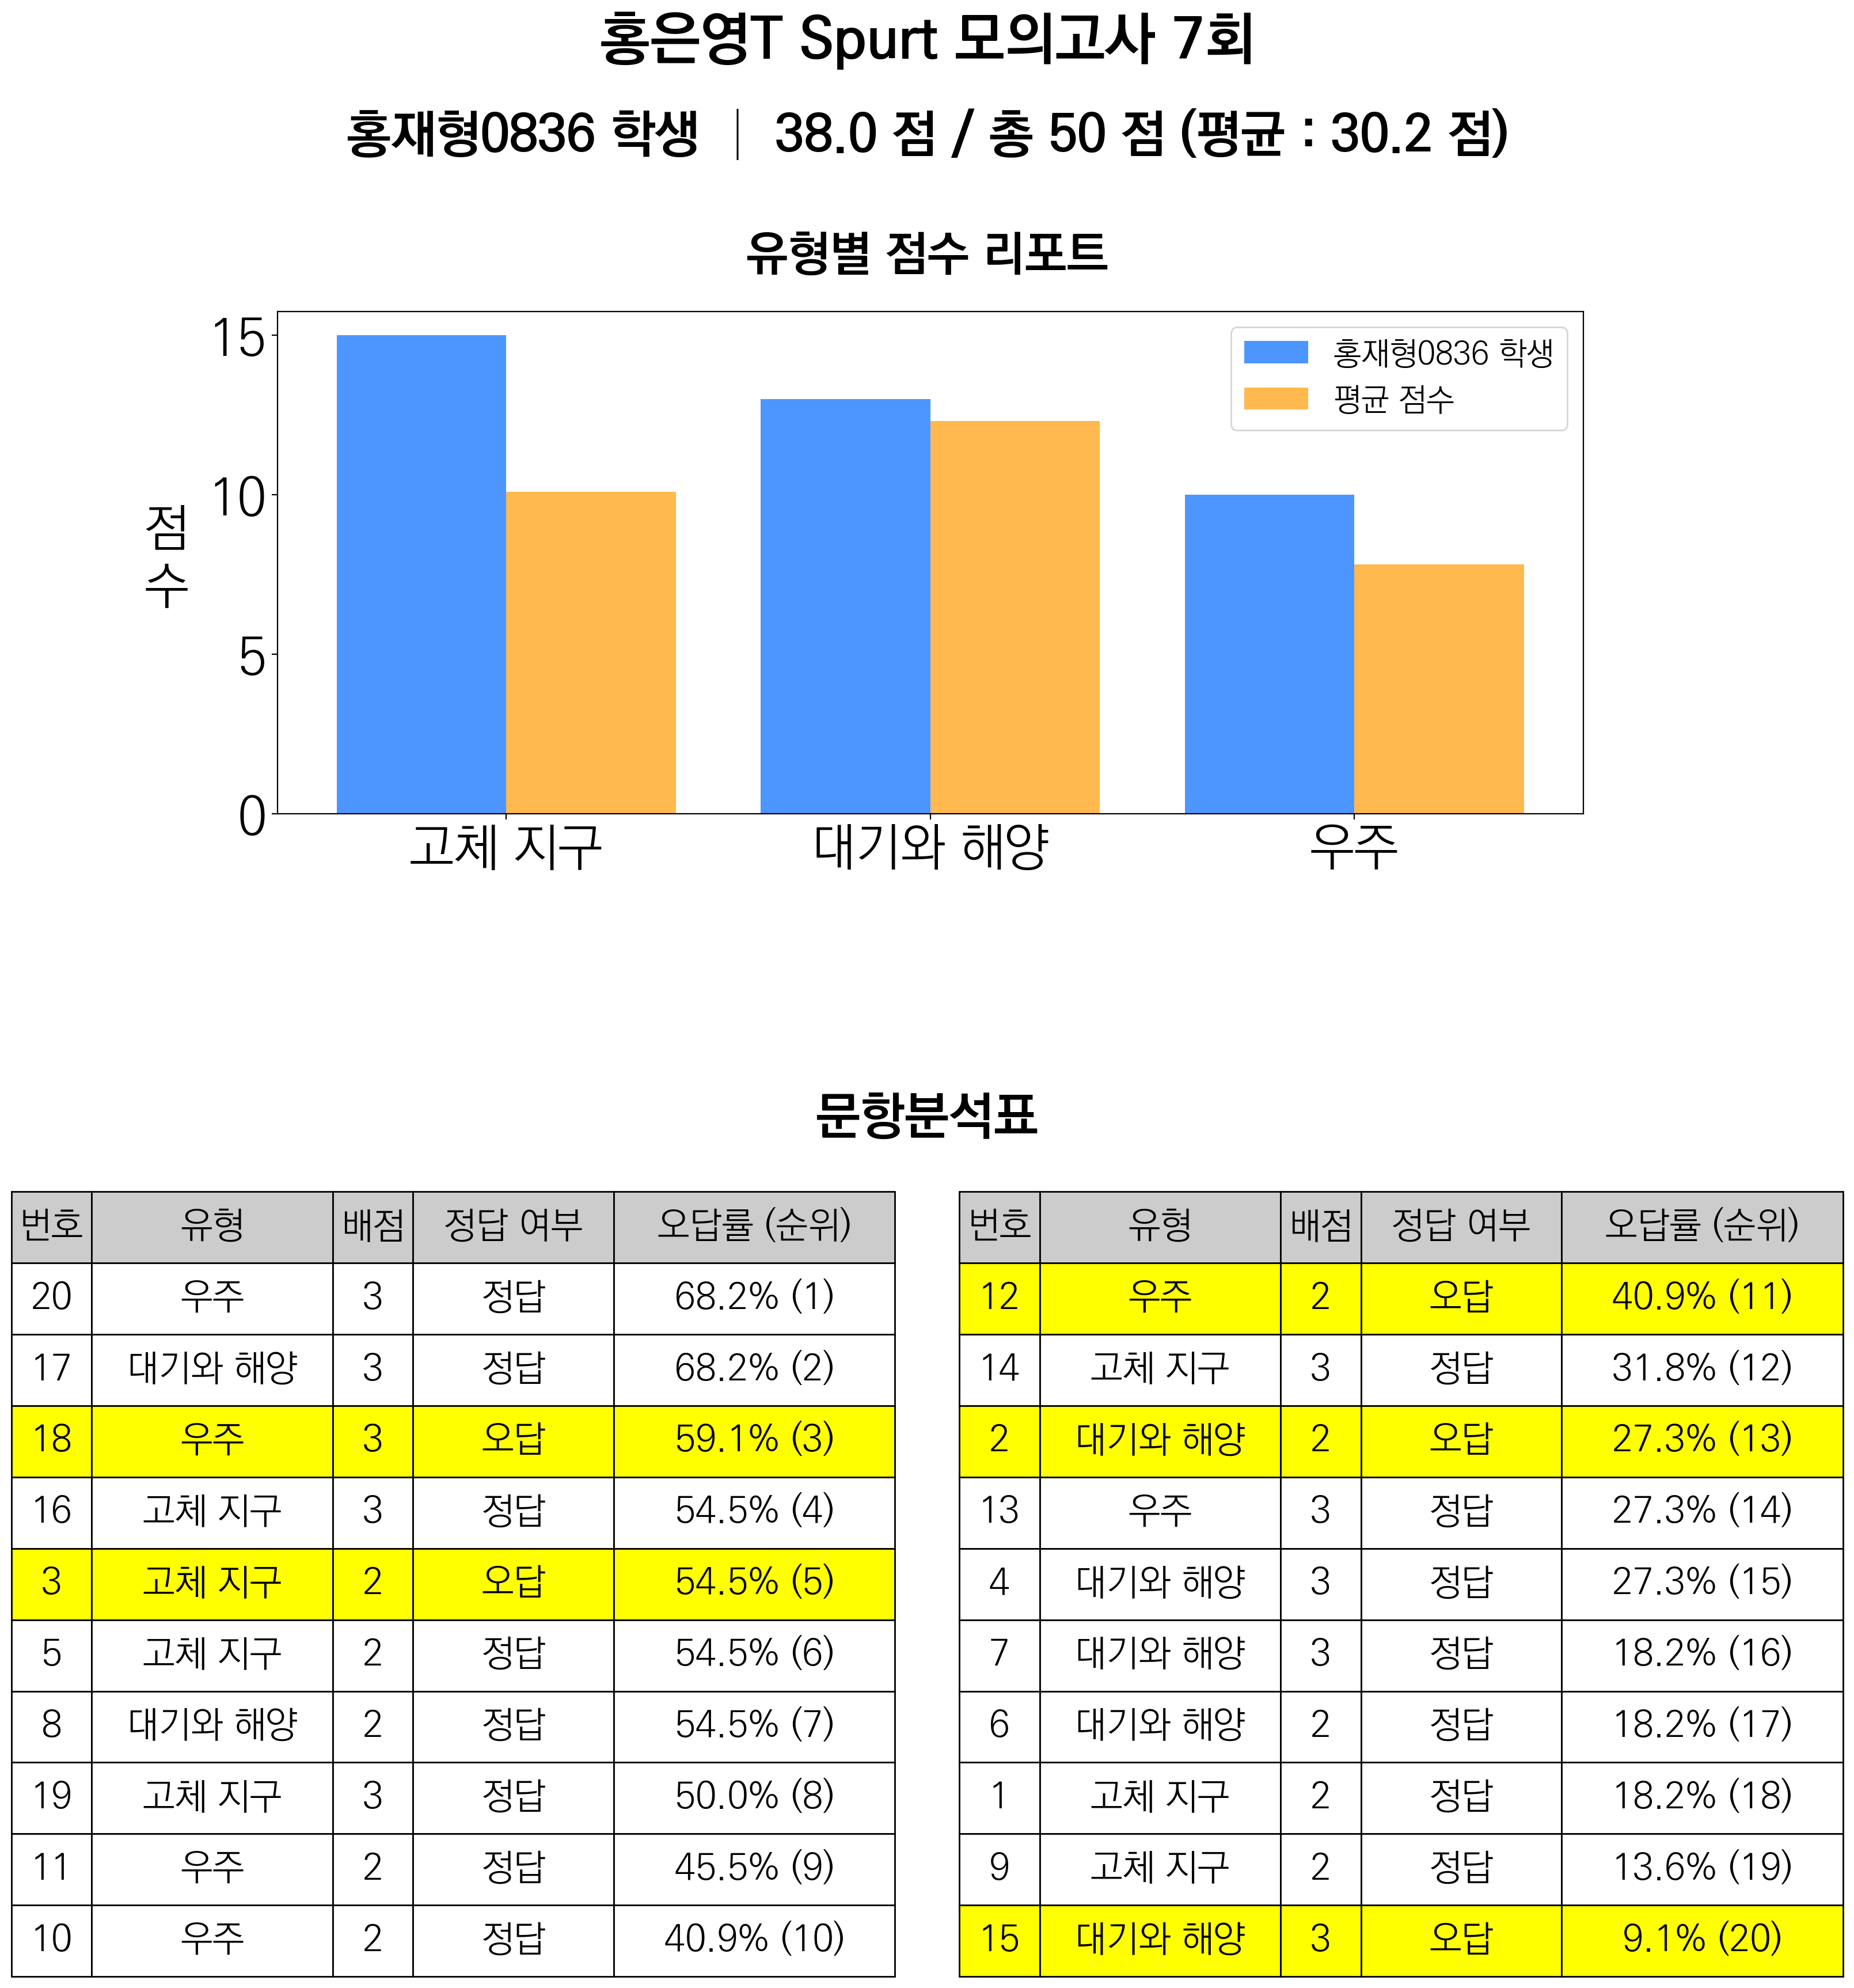 홍은영T Spurt 모의고사 7회
홍재형0836 학생 | 38.0 점 / 총 50 점 (평균 : 30.2 점)
유형별 점수 리포트
점수
15
10
5
0
홍재형0836 학생
평균 점수
고체 지구 대기와 해양 우주
문항분석표
번호 유형 배점 정답 여부 오답률 (순위)
20 우주 3 정답 68.2% (1)
17 대기와 해양 3 정답 68.2% (2)
18 우주 3 오답 59.1% (3)
16 고체 지구 3 정답 54.5% (4)
3 고체 지구 2 오답 54.5% (5)
5 고체 지구 2 정답 54.5% (6)
8 대기와 해양 2 정답 54.5% (7)
19 고체 지구 3 정답 50.0% (8)
11 우주 2 정답 45.5% (9)
10 우주 2 정답 40.9% (10)
번호 유형 배점 정답 여부 오답률 (순위)
12 우주 2 오답 40.9% (11)
14 고체 지구 3 정답 31.8% (12)
2 대기와 해양 2 오답 27.3% (13)
13 우주 3 정답 27.3% (14)
4 대기와 해양 3 정답 27.3% (15)
7 대기와 해양 3 정답 18.2% (16)
6 대기와 해양 2 정답 18.2% (17)
1 고체 지구 2 정답 18.2% (18)
9 고체 지구 2 정답 13.6% (19)
15 대기와 해양 3 오답 9.1% (20)